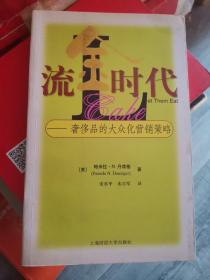 流金时代
Let Them Eat
Cake
——奢侈品的大众化营销策略
[美] 帕米拉·N·丹席格 著
(Pamela N. Danziger)
宋亦平 朱百军 译
上海财经大学出版社